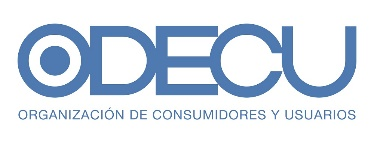 ODECU
ORGANIZACIÓN DE CONSUMIDORES Y USUARIOS